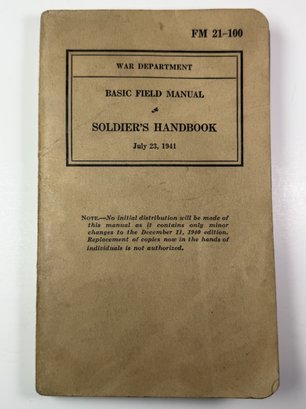 FM 21-100
WAR DEPARTMENT
BASIC FIELD MANUAL
SOLDIER'S HANDBOOK
July 23, 1941
NOTE.—No initial distribution will be made of
this manual as it contains only minor
changes to the December 11, 1940 edition.
Replacement of copies now in the hands of
individuals is not authorized.